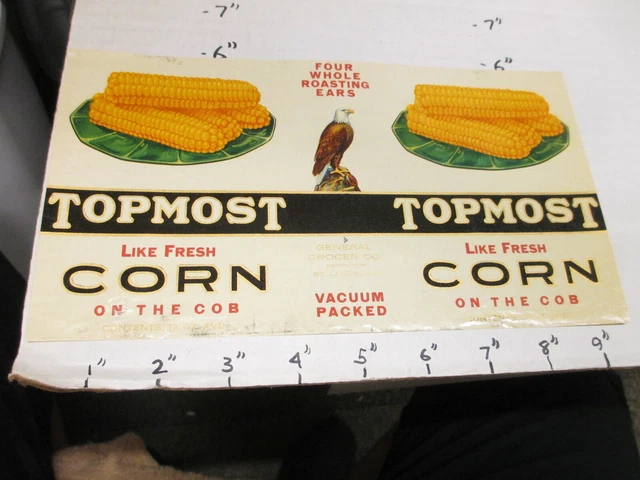 -7"
-7"
-6"
-6"
FOUR
WHOLE
ROASTING
EARS
TOPMOST
TOPMOST
LIKE FRESH
CORN
ON THE COB
GENERAL
GROCER CO.
VACUUM
PACKED
LIKE FRESH
CORN
ON THE COB
CONTENTS
1" 2" 3" 4" 5" 6" 7" 8" 9"